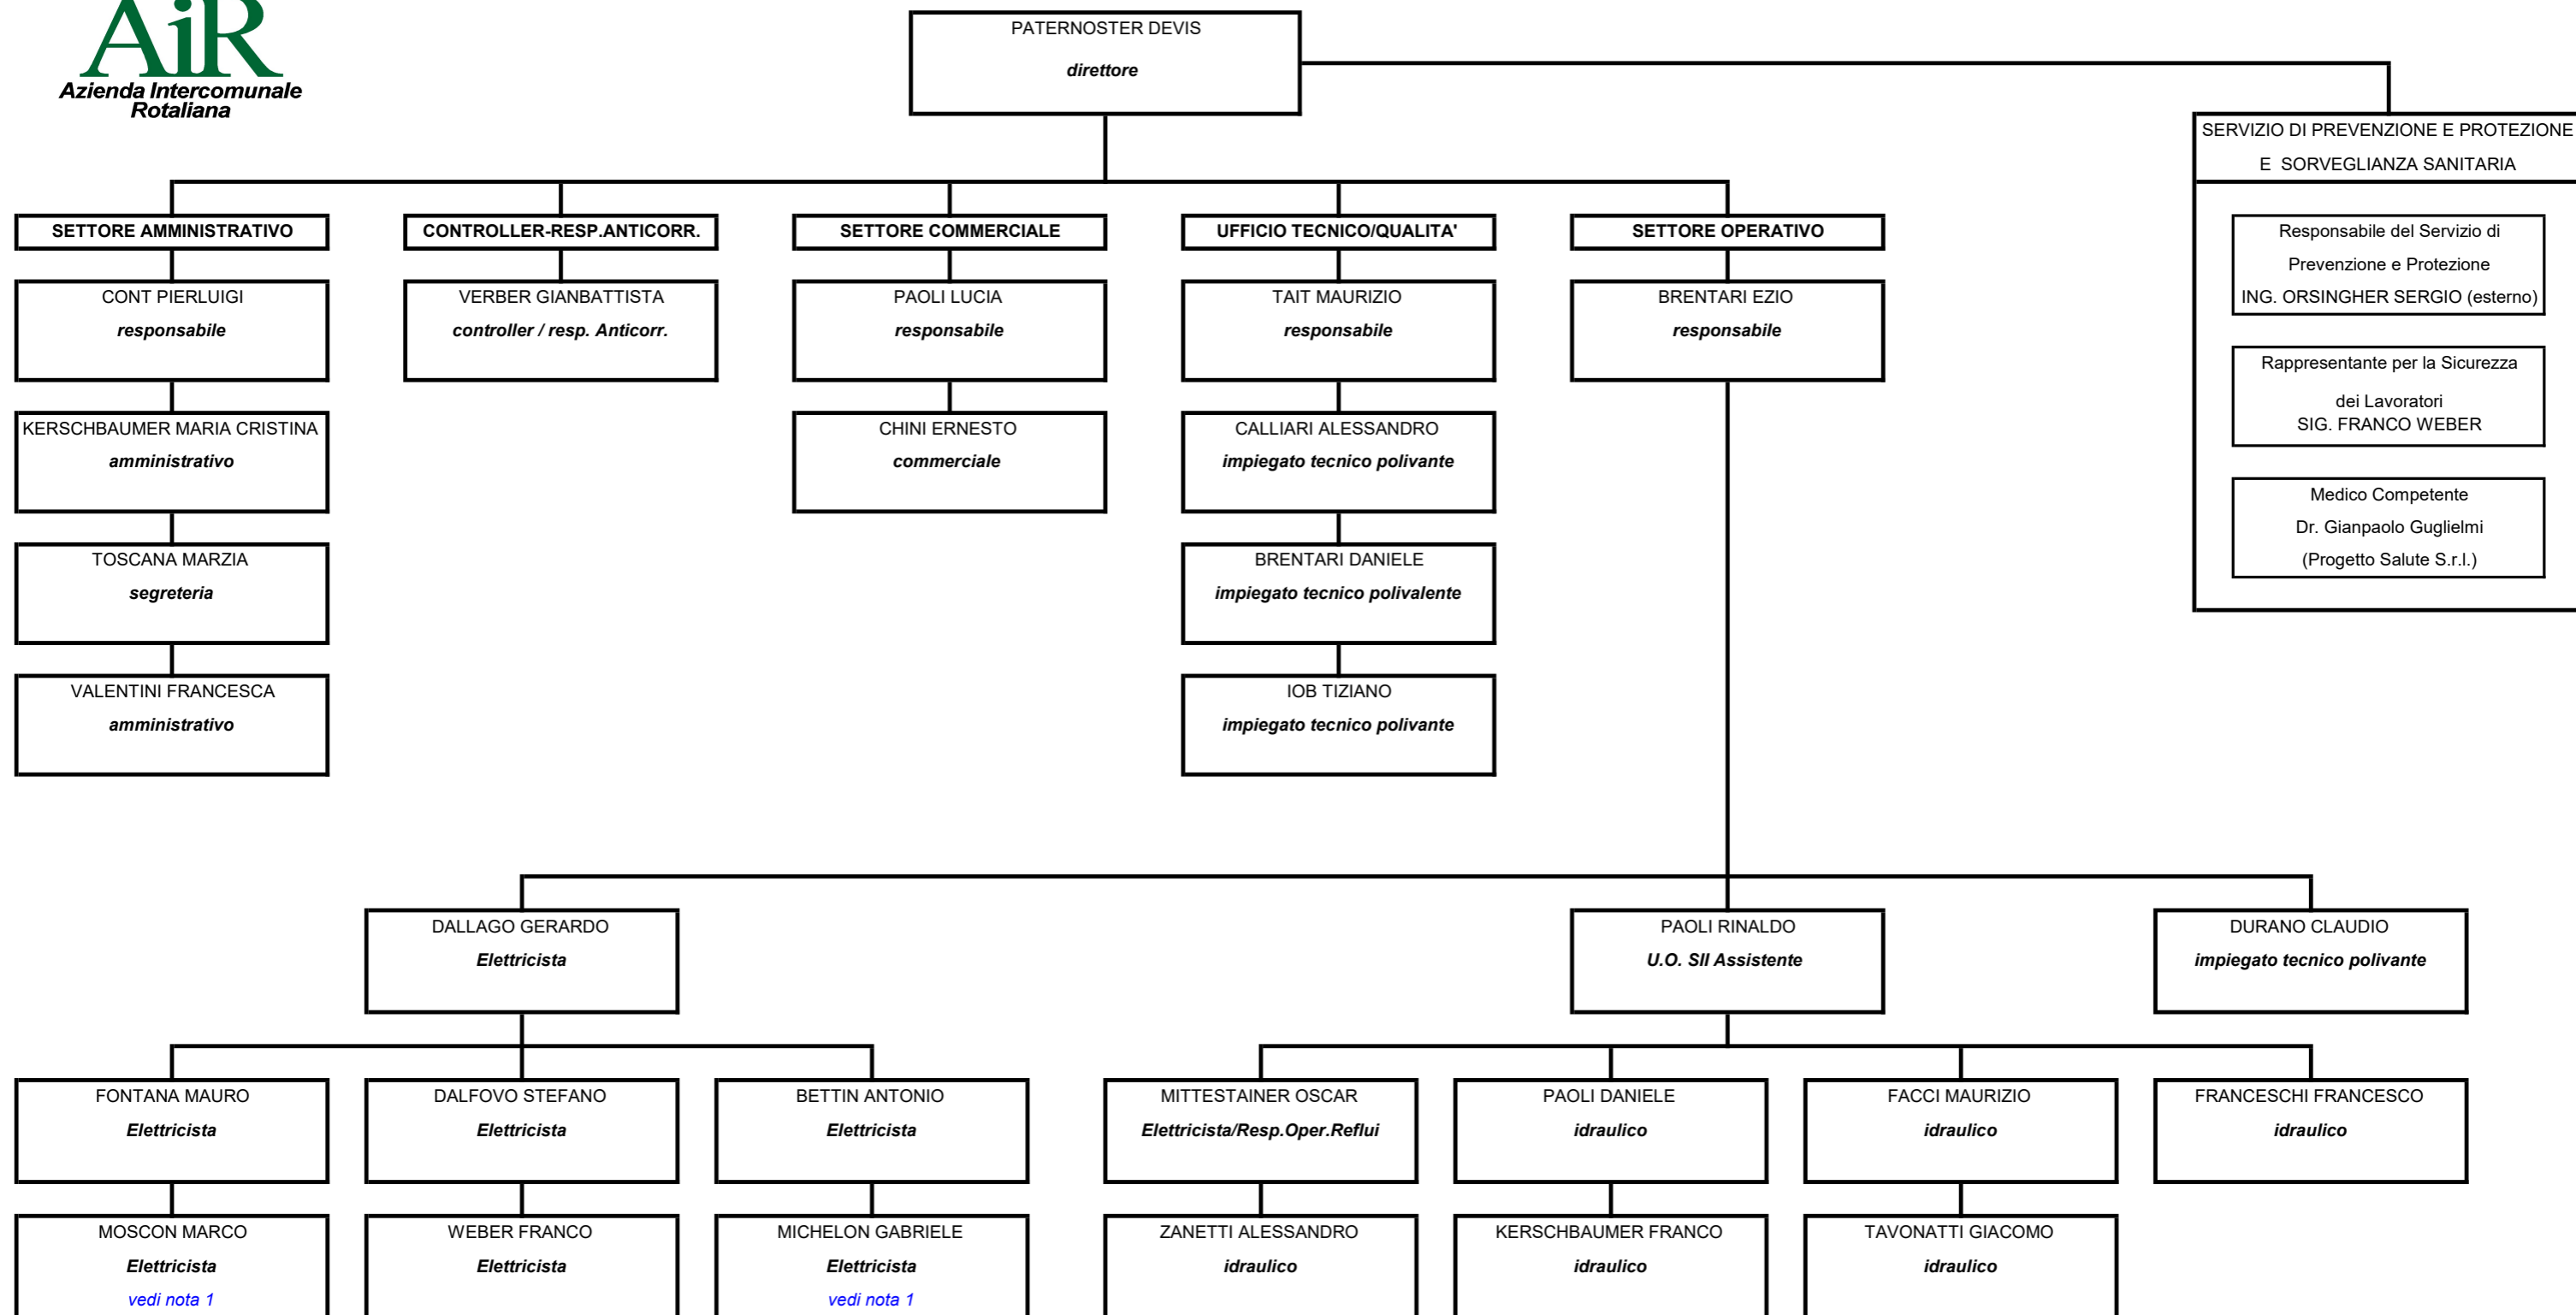 AiR
Azienda Intercomunale
Rotaliana
PATERNOSTER DEVIS
direttore
SERVIZIO DI PREVENZIONE E PROTEZIONE
E SORVEGLIANZA SANITARIA
Responsabile del Servizio di
Prevenzione e Protezione
ING. ORSINGHER SERGIO (esterno)
Rappresentante per la Sicurezza
dei Lavoratori
SIG. FRANCO WEBER
Medico Competente
Dr. Gianpaolo Guglielmi
(Progetto Salute S.r.l.)
SETTORE AMMINISTRATIVO
CONT PIERLUIGI
responsabile
KERSCHBAUMER MARIA CRISTINA
amministrativo
TOSCANA MARZIA
segreteria
VALENTINI FRANCESCA
amministrativo
CONTROLLER-RESP.ANTICORR.
VERBER GIANBATTISTA
controller / resp. Anticorr.
SETTORE COMMERCIALE
PAOLI LUCIA
responsabile
CHINI ERNESTO
commerciale
UFFICIO TECNICO/QUALITA'
TAIT MAURIZIO
responsabile
CALLIARI ALESSANDRO
impiegato tecnico polivante
BRENTARI DANIELE
impiegato tecnico polivalente
IOB TIZIANO
impiegato tecnico polivante
SETTORE OPERATIVO
BRENTARI EZIO
responsabile
DALLAGO GERARDO
Elettricista
PAOLI RINALDO
U.O. SII Assistente
DURANO CLAUDIO
impiegato tecnico polivante
FONTANA MAURO
Elettricista
DALFOVO STEFANO
Elettricista
BETTIN ANTONIO
Elettricista
MITTESTAINER OSCAR
Elettricista/Resp.Oper.Reflui
PAOLI DANIELE
idraulico
FACCI MAURIZIO
idraulico
FRANCESCHI FRANCESCO
idraulico
MOSCON MARCO
Elettricista
vedi nota 1
WEBER FRANCO
Elettricista
MICHELON GABRIELE
Elettricista
vedi nota 1
ZANETTI ALESSANDRO
idraulico
KERSCHBAUMER FRANCO
idraulico
TAVONATTI GIACOMO
idraulico